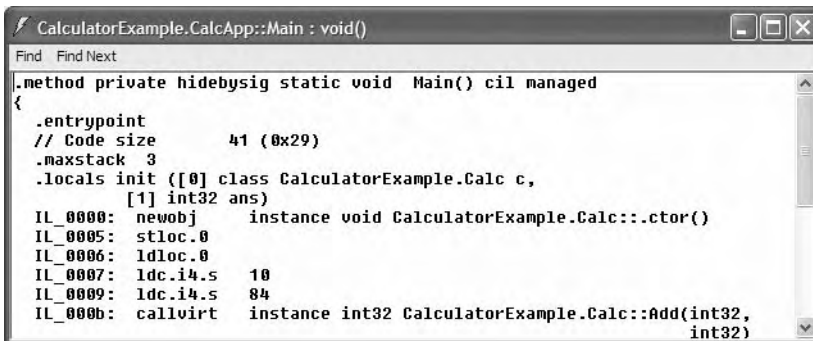 CalculatorExample.CalcApp::Main : void()
Find Find Next
.method private hidebysig static void  Main() cil managed
{
  .entrypoint
  // Code size       41 (0x29)
  .maxstack  3
  .locals init ([0] class CalculatorExample.Calc c,
           [1] int32 ans)
  IL_0000:  newobj     instance void CalculatorExample.Calc::.ctor()
  IL_0005:  stloc.0
  IL_0006:  ldloc.0
  IL_0007:  ldc.i4.s   10
  IL_0009:  ldc.i4.s   84
  IL_000b:  callvirt   instance int32 CalculatorExample.Calc::Add(int32,
                                                                  int32)